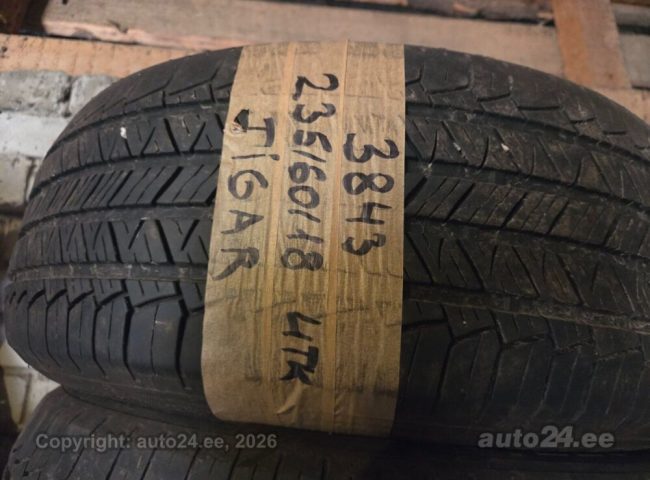 3843
235/60/18 4TK
TIGAR
Copyright: auto24.ee, 2026
auto24.ee